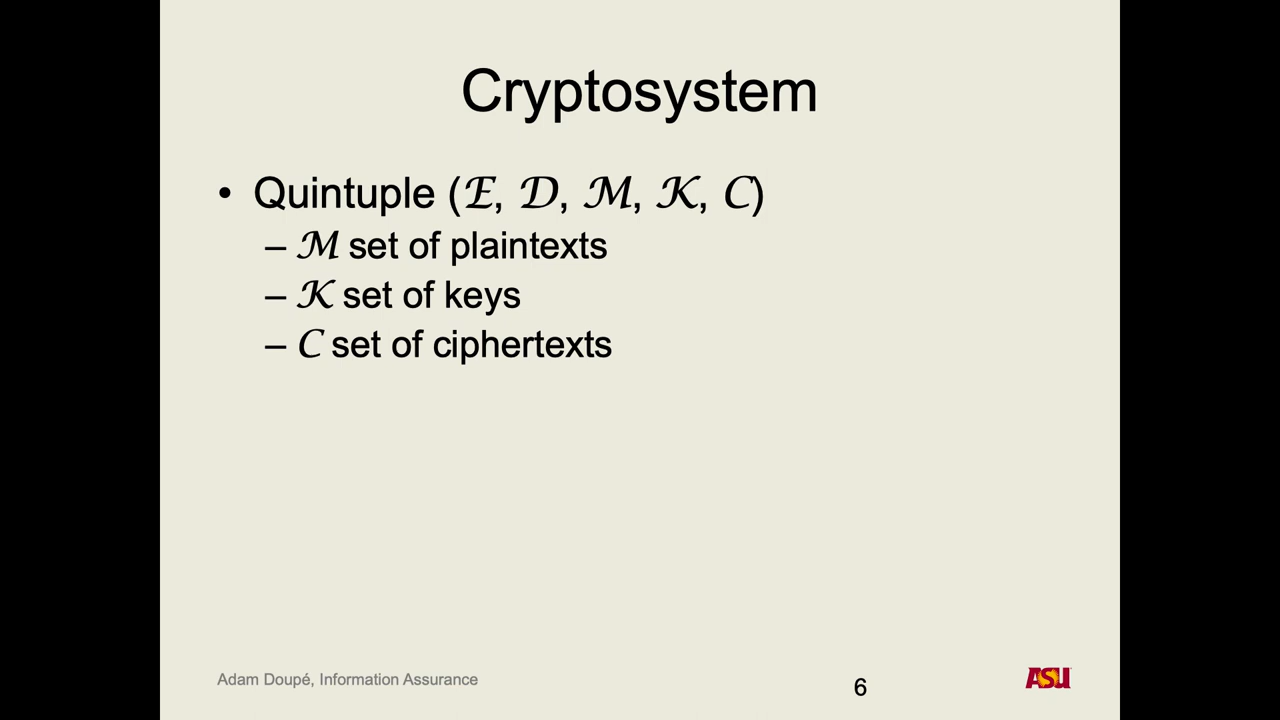 Cryptosystem
• Quintuple (ℰ, 𝒟, ℳ, 𝒦, 𝒞)
– ℳ set of plaintexts
– 𝒦 set of keys
– 𝒞 set of ciphertexts
Adam Doupé, Information Assurance
6
ASU